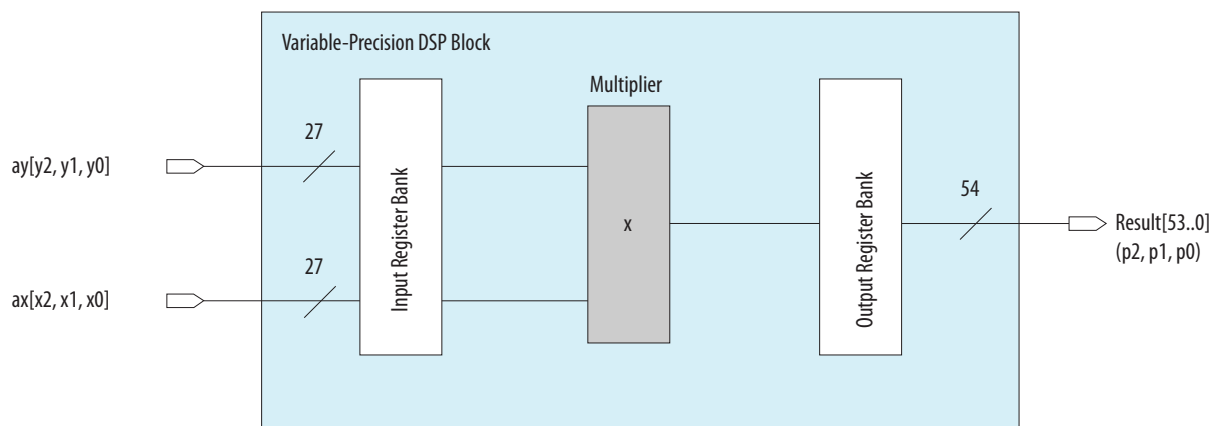 Variable-Precision DSP Block
Multiplier
27
ay[y2, y1, y0]
Input Register Bank
x
Output Register Bank
54
Result[53..0]
(p2, p1, p0)
27
ax[x2, x1, x0]